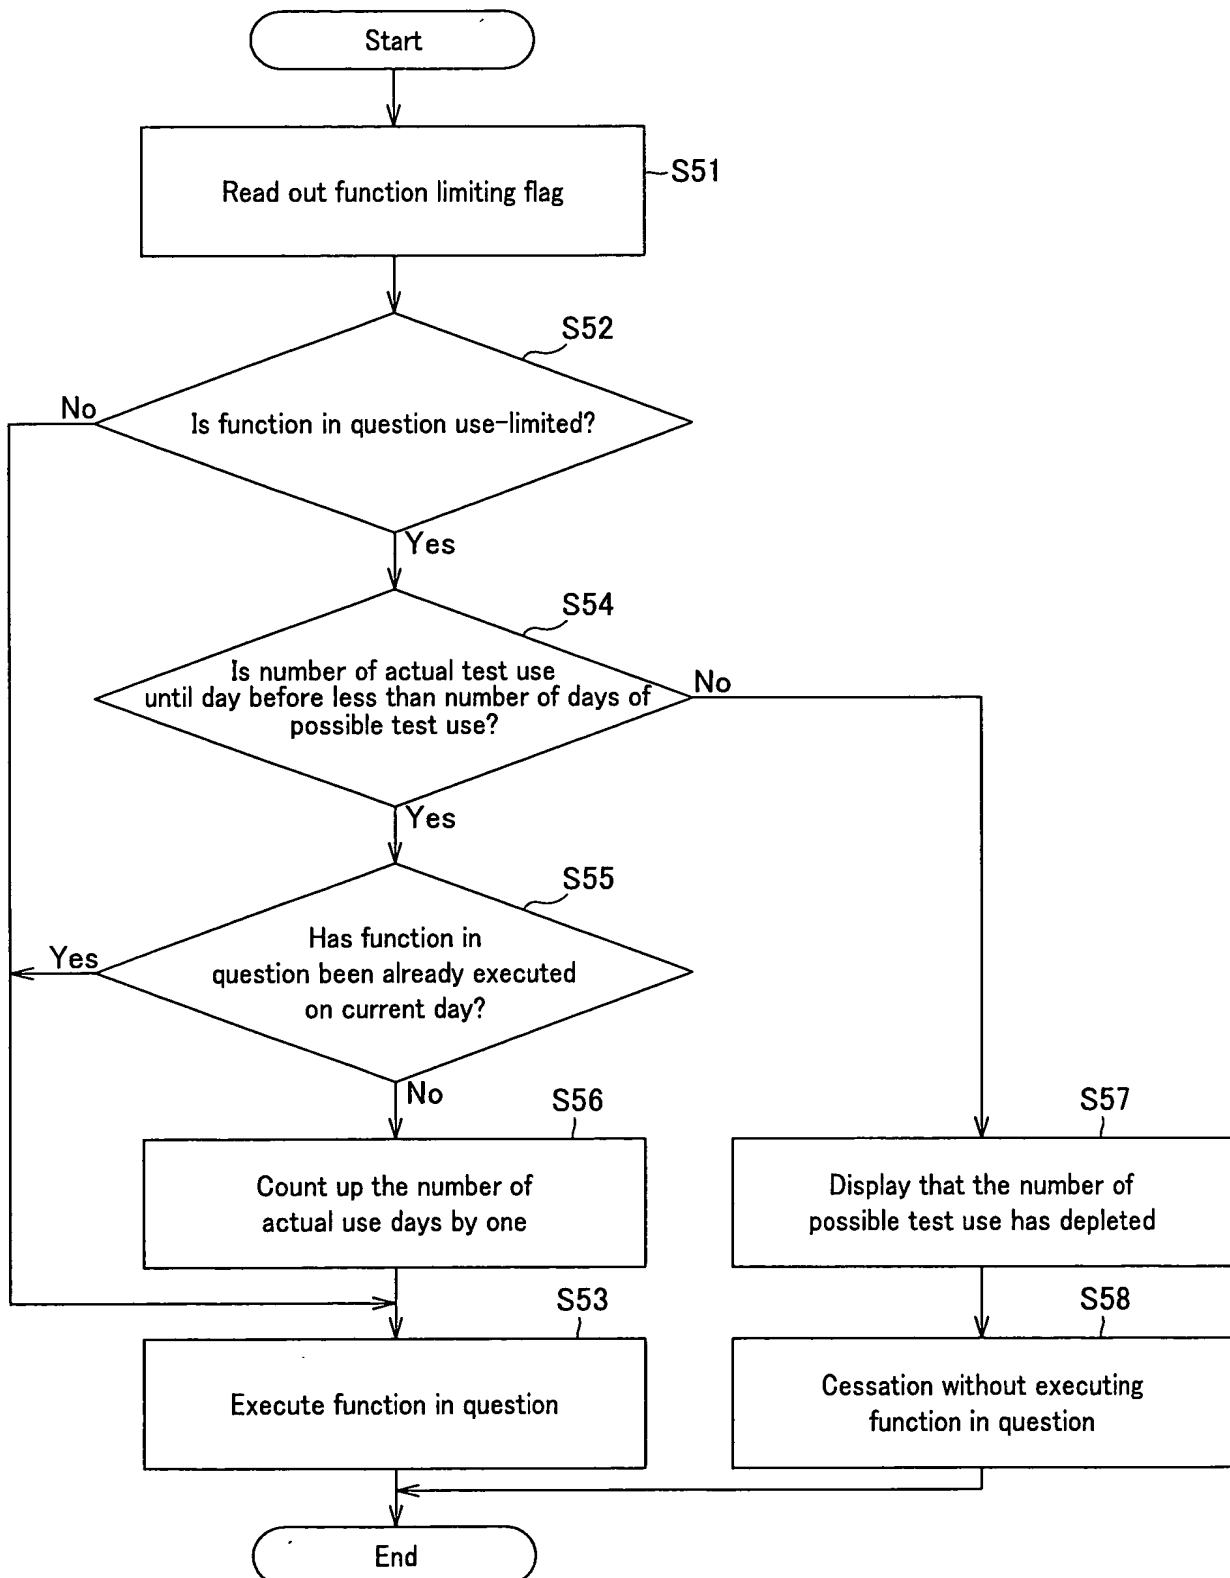 Start
Read out function limiting flag
S51
S52
No
Is function in question use-limited?
Yes
S54
Is number of actual test use
until day before less than number of days of
possible test use?
No
Yes
S55
Yes
Has function in
question been already executed
on current day?
No
S56
S57
Count up the number of
actual use days by one
Display that the number of
possible test use has depleted
S53
S58
Execute function in question
Cessation without executing
function in question
End